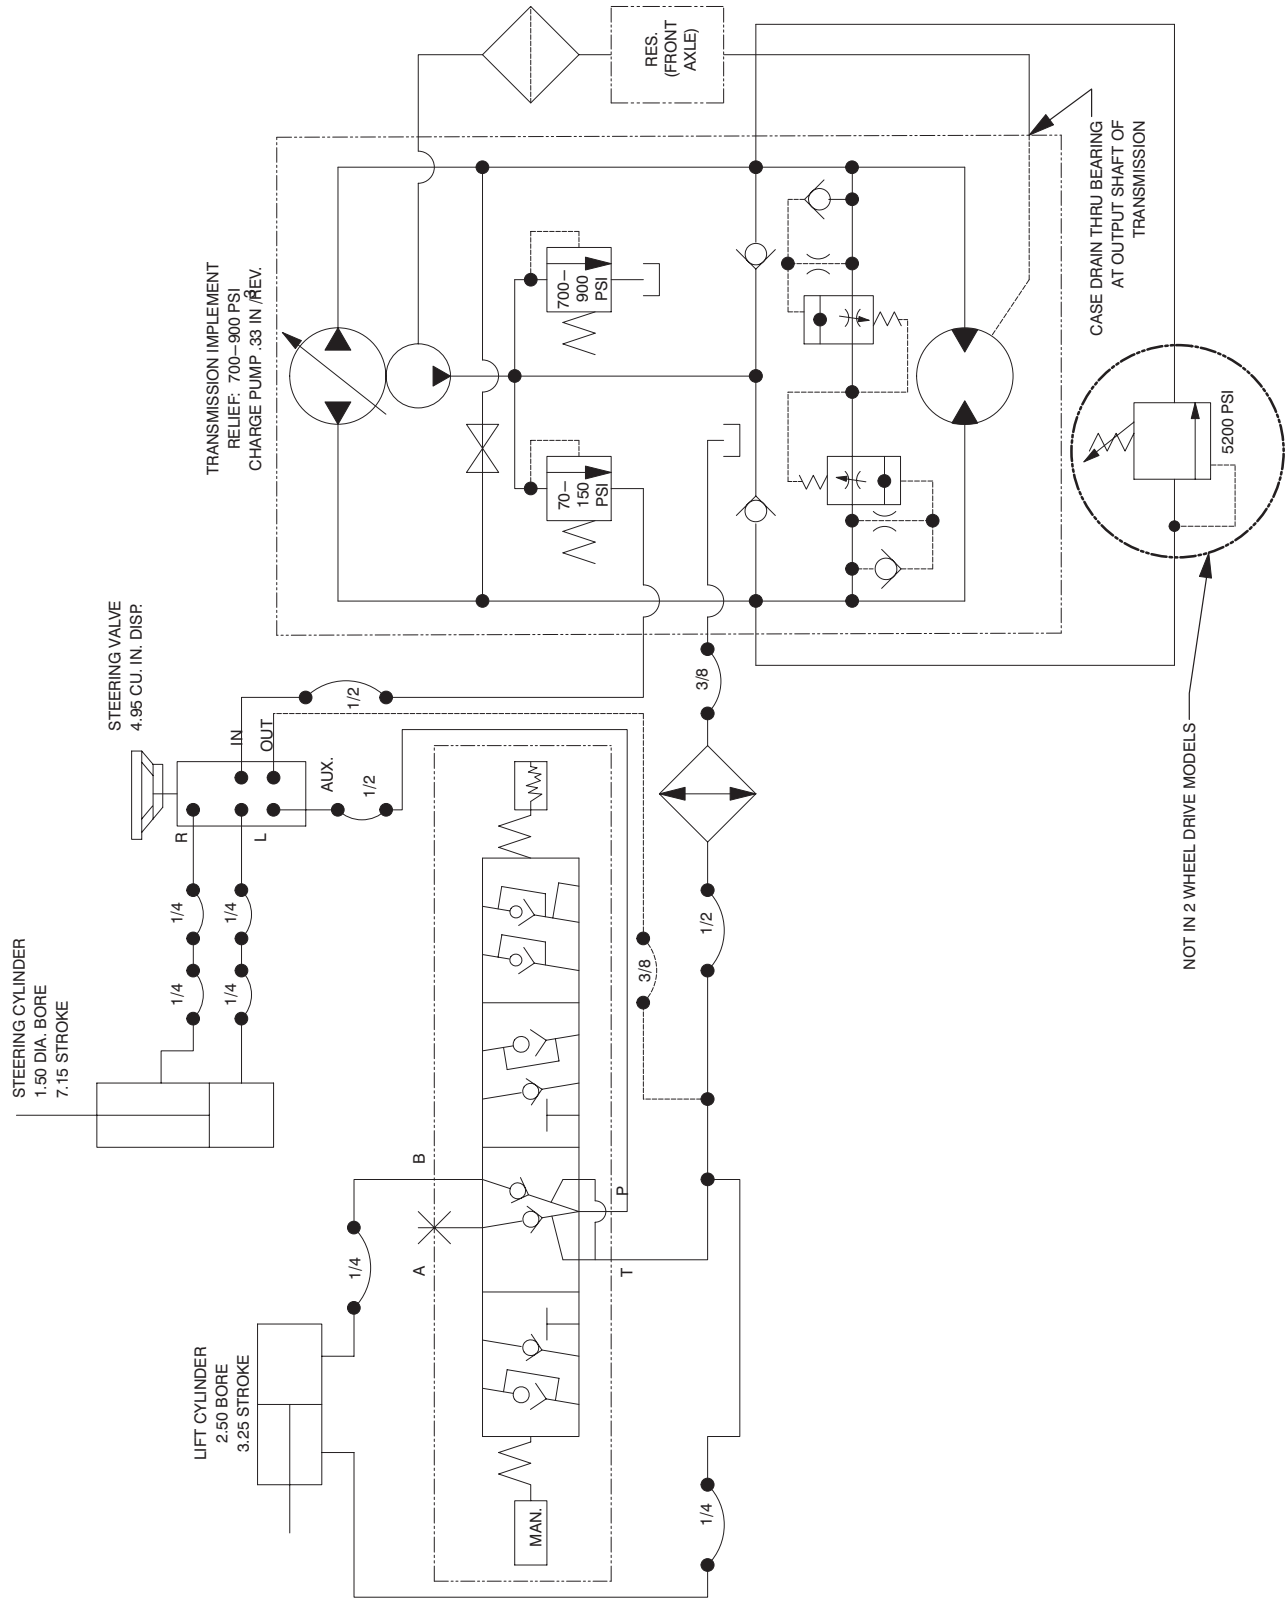 STEERING CYLINDER
1.50 DIA. BORE
7.15 STROKE
STEERING VALVE
4.95 CU. IN. DISP.
TRANSMISSION IMPLEMENT
RELIEF: 700–900 PSI
CHARGE PUMP .33 IN /REV.
3
LIFT CYLINDER
2.50 BORE
3.25 STROKE
1/4
1/4
1/4
1/4
R
L
IN
OUT
AUX.
1/2
1/2
1/4
A
B
T
P
MAN.
3/8
3/8
1/2
1/4
70–
150
PSI
700–
900
PSI
RES.
(FRONT
AXLE)
CASE DRAIN THRU BEARING
AT OUTPUT SHAFT OF
TRANSMISSION
5200 PSI
NOT IN 2 WHEEL DRIVE MODELS